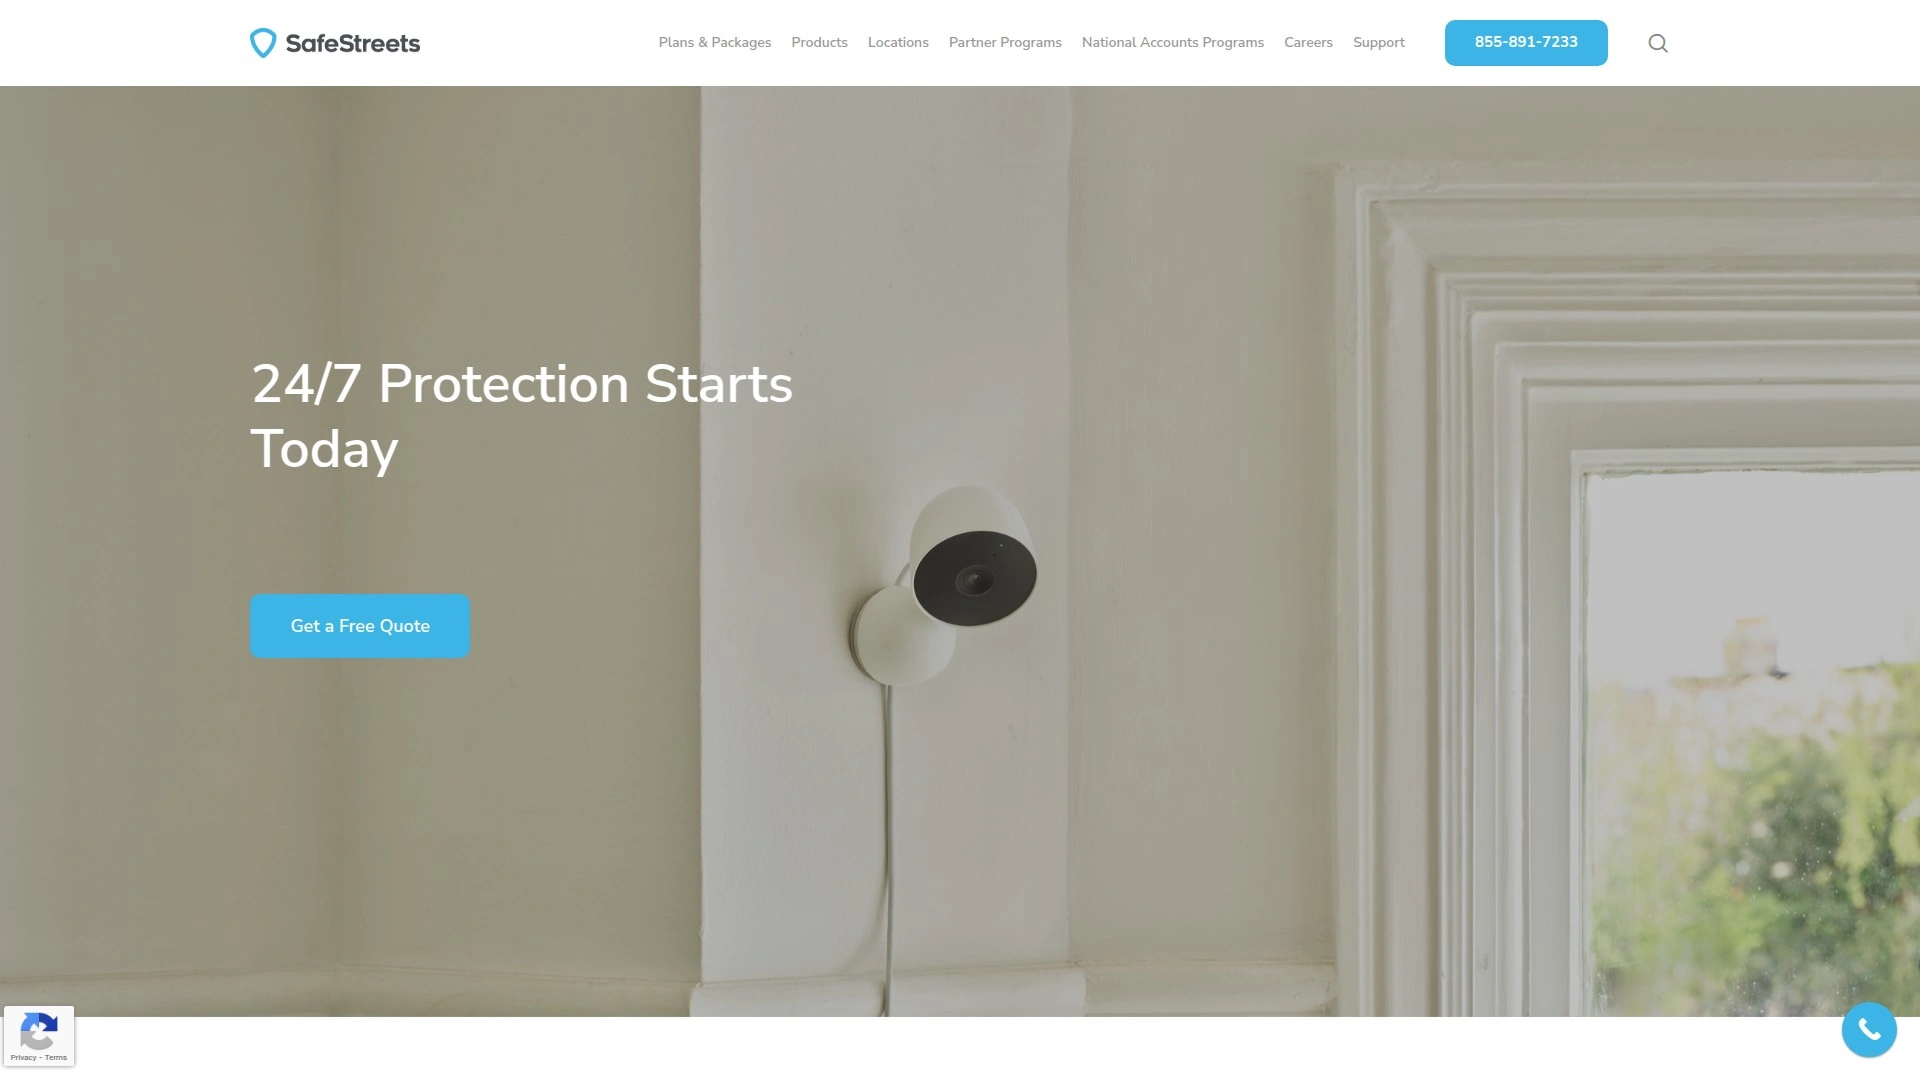 SafeStreets
Plans & Packages
Products
Locations
Partner Programs
National Accounts Programs
Careers
Support
855-891-7233
24/7 Protection Starts
Today
Get a Free Quote
Privacy - Terms